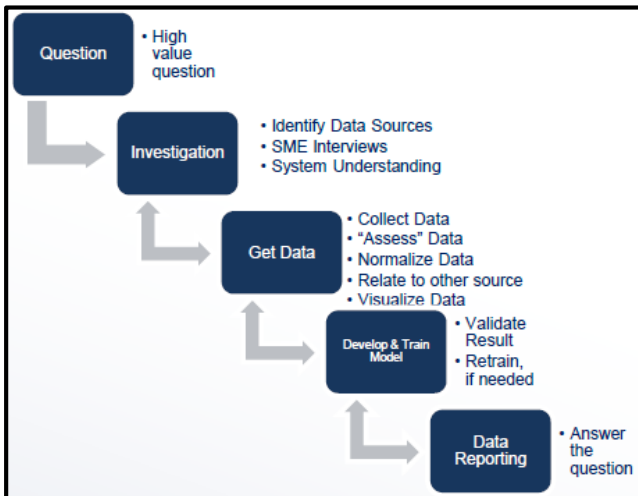 Question
• High
value
question
Investigation
• Identify Data Sources
• SME Interviews
• System Understanding
Get Data
• Collect Data
• “Assess” Data
• Normalize Data
• Relate to other source
• Visualize Data
Develop & Train
Model
• Validate
Result
• Retrain,
if needed
Data
Reporting
• Answer
the
question